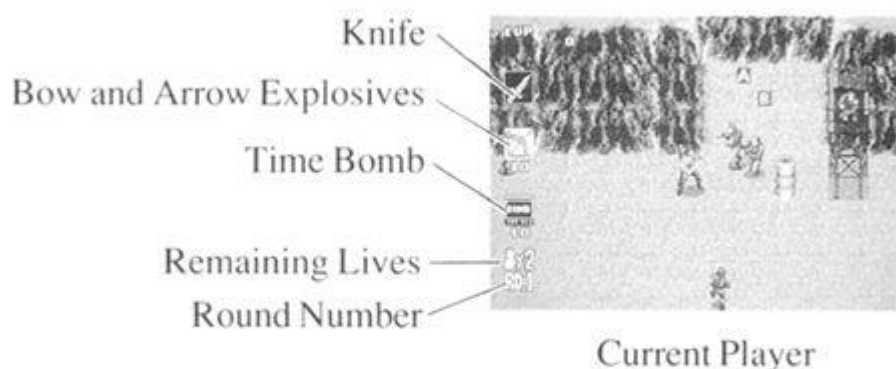 Knife
Bow and Arrow Explosives
Time Bomb
Remaining Lives
Round Number
Current Player